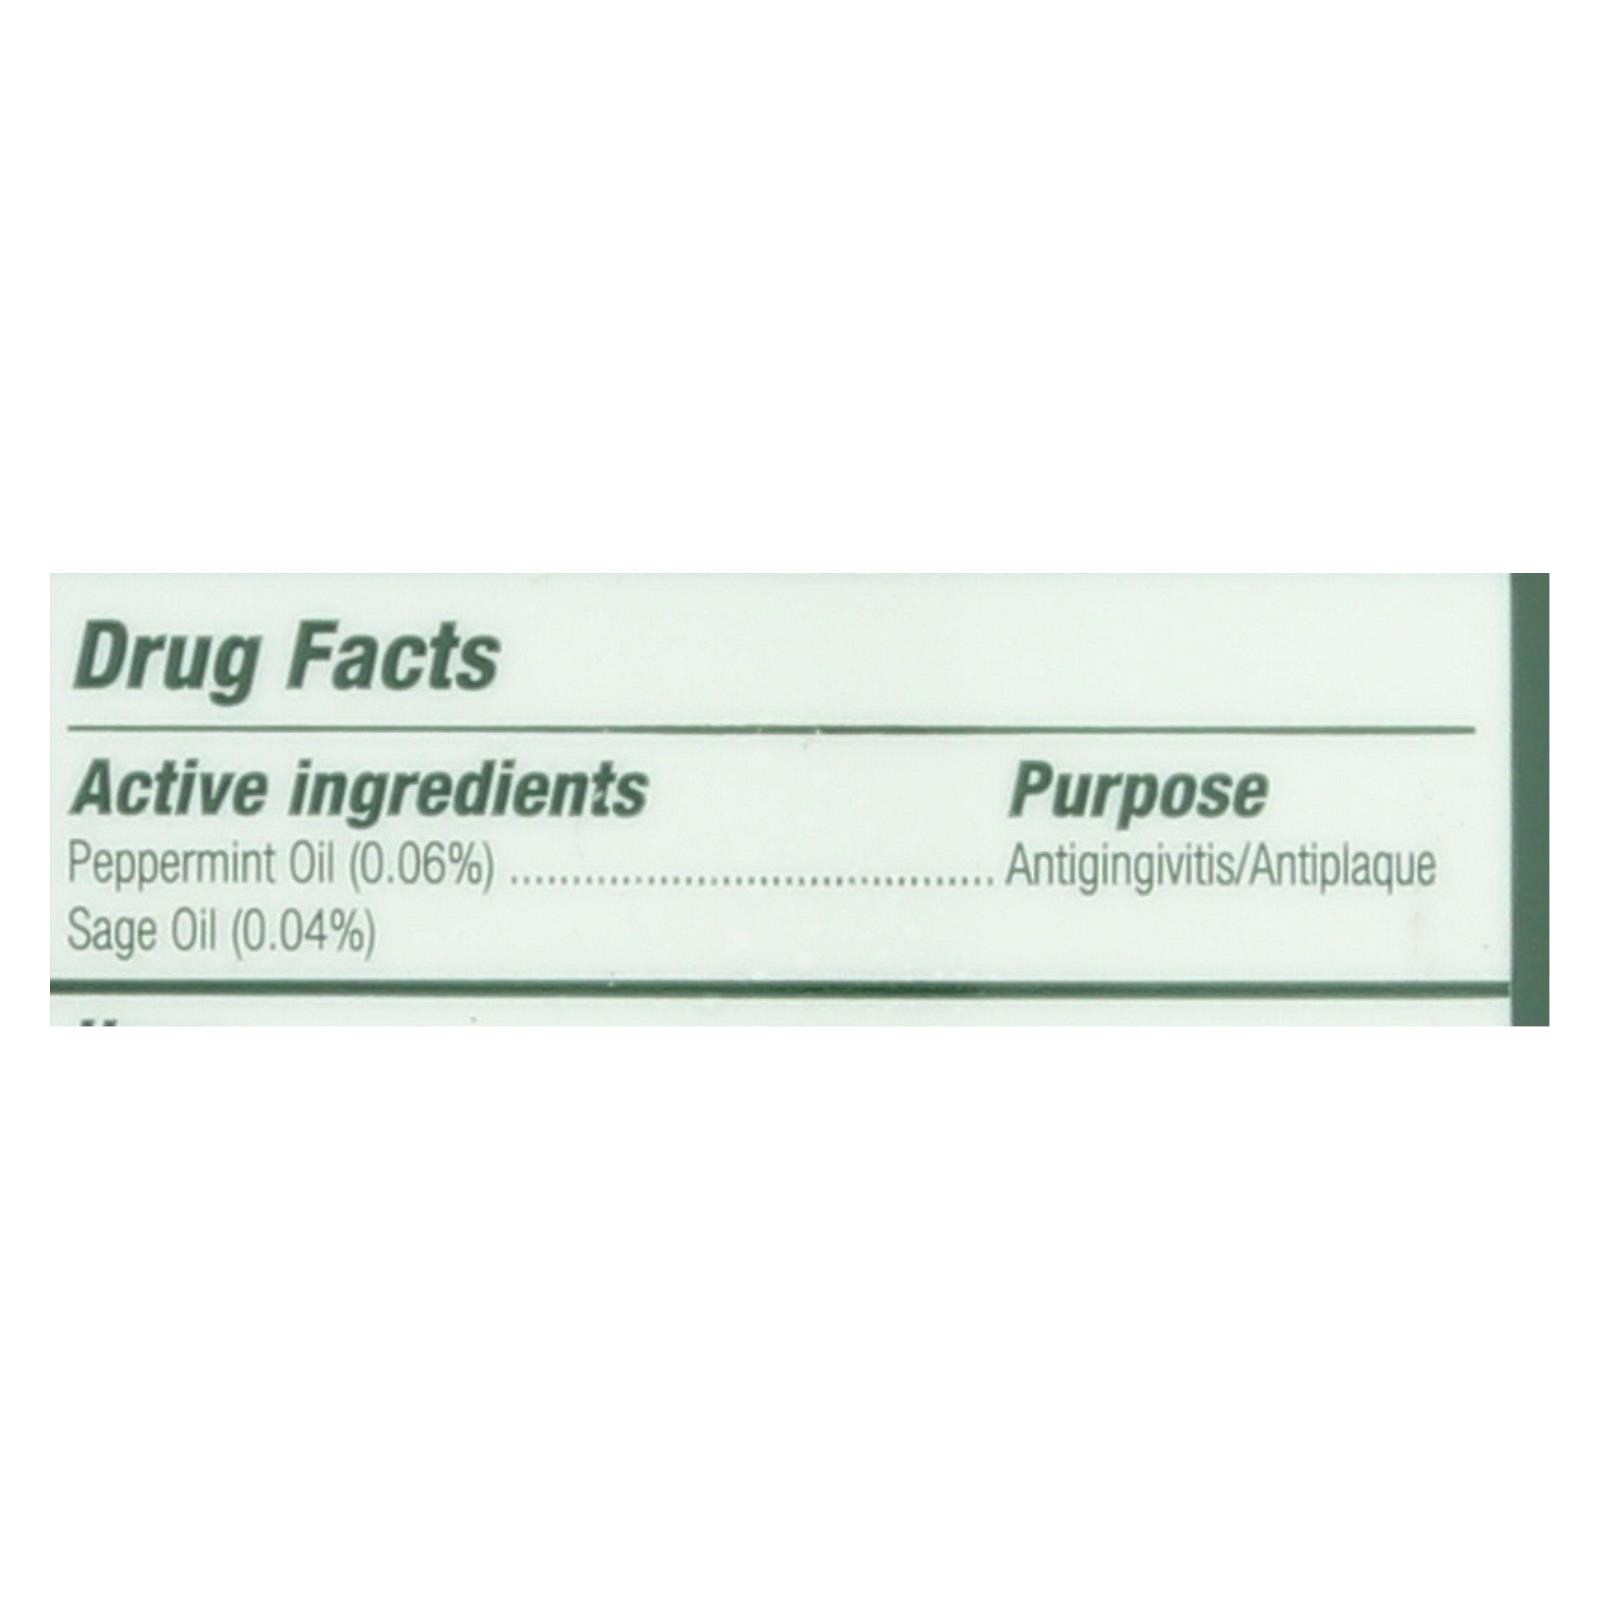 Drug Facts
Active ingredients Purpose
Peppermint Oil (0.06%) ........................................ Antigingivitis/Antiplaque
Sage Oil (0.04%)